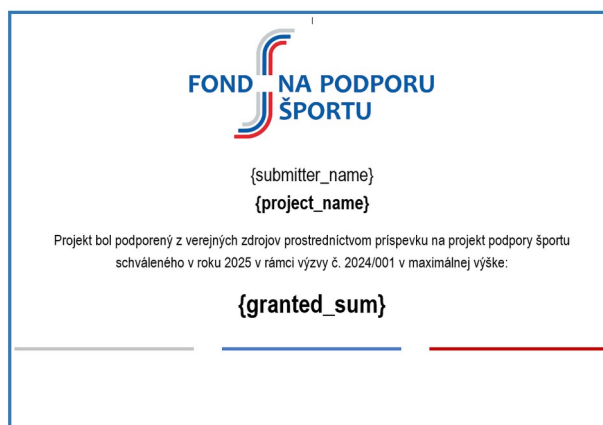 FOND NA PODPORU
ŠPORTU
{submitter_name}
{project_name}
Projekt bol podporený z verejných zdrojov prostredníctvom príspevku na projekt podpory športu
schváleného v roku 2025 v rámci výzvy č. 2024/001 v maximálnej výške:
{granted_sum}